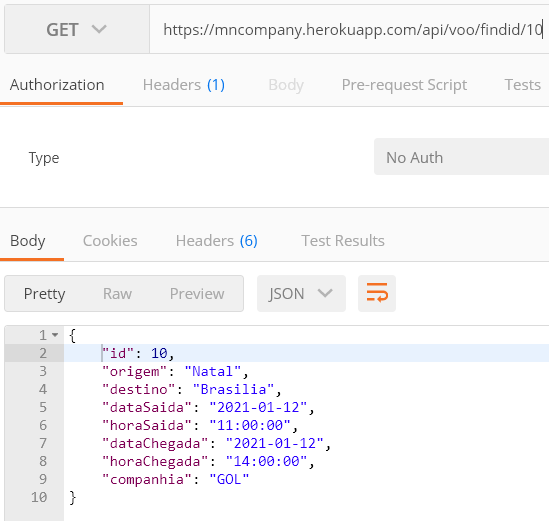 GET https://mncompany.herokuapp.com/api/voo/findid/10
Authorization Headers (1) Body Pre-request Script Tests
Type No Auth
Body Cookies Headers (6) Test Results
Pretty Raw Preview JSON
1 {
2 "id": 10,
3 "origem": "Natal",
4 "destino": "Brasilia",
5 "dataSaida": "2021-01-12",
6 "horaSaida": "11:00:00",
7 "dataChegada": "2021-01-12",
8 "horaChegada": "14:00:00",
9 "companhia": "GOL"
10 }